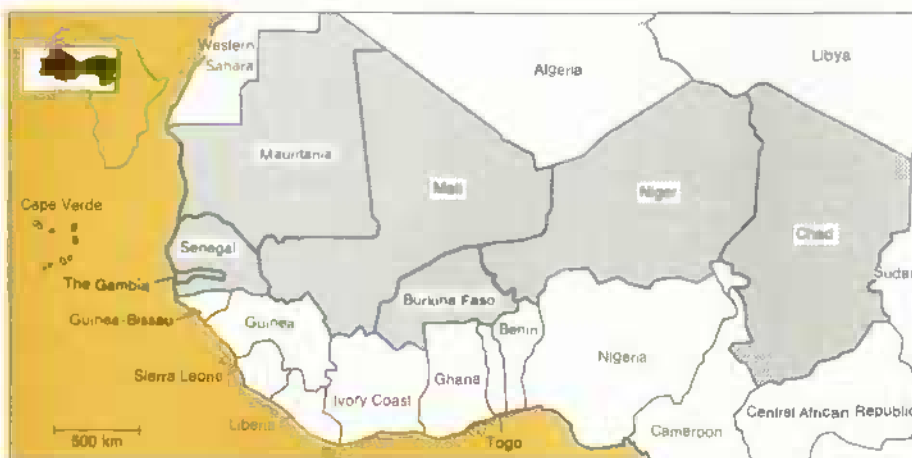 Western
Sahara
Algeria
Libya
Mauritania
Mali
Niger
Chad
Cape Verde
Senegal
Sudan
The Gambia
Burkina Faso
Guinea-Bissau
Guinea
Benin
Nigeria
Sierra Leone
Ivory Coast
Ghana
Liberia
Togo
Cameroon
Central African Republic
500 km